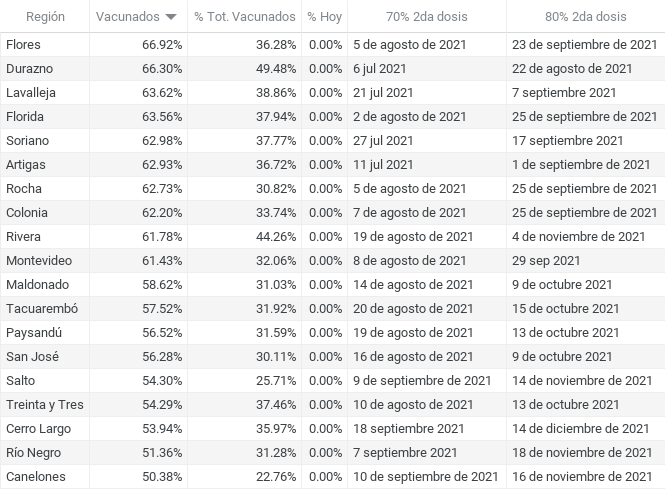 Región Vacunados % Tot. Vacunados % Hoy 70% 2da dosis 80% 2da dosis
Flores 66.92% 36.28% 0.00% 5 de agosto de 2021 23 de septiembre de 2021
Durazno 66.30% 49.48% 0.00% 6 jul 2021 22 de agosto de 2021
Lavalleja 63.62% 38.86% 0.00% 21 jul 2021 7 septiembre 2021
Florida 63.56% 37.94% 0.00% 2 de agosto de 2021 25 de septiembre de 2021
Soriano 62.98% 37.77% 0.00% 27 jul 2021 17 septiembre 2021
Artigas 62.93% 36.72% 0.00% 11 jul 2021 1 de septiembre de 2021
Rocha 62.73% 30.82% 0.00% 5 de agosto de 2021 25 de septiembre de 2021
Colonia 62.20% 33.74% 0.00% 7 de agosto de 2021 25 de septiembre de 2021
Rivera 61.78% 44.26% 0.00% 19 de agosto de 2021 4 de noviembre de 2021
Montevideo 61.43% 32.06% 0.00% 8 de agosto de 2021 29 sep 2021
Maldonado 58.62% 31.03% 0.00% 14 de agosto de 2021 9 de octubre de 2021
Tacuarembó 57.52% 31.92% 0.00% 20 de agosto de 2021 15 de octubre 2021
Paysandú 56.52% 31.59% 0.00% 19 de agosto de 2021 13 de octubre 2021
San José 56.28% 30.11% 0.00% 16 de agosto de 2021 9 de octubre 2021
Salto 54.30% 25.71% 0.00% 9 de septiembre de 2021 14 de noviembre de 2021
Treinta y Tres 54.29% 37.46% 0.00% 10 de agosto de 2021 13 de octubre 2021
Cerro Largo 53.94% 35.97% 0.00% 18 septiembre 2021 14 de diciembre de 2021
Río Negro 51.36% 31.28% 0.00% 7 septiembre 2021 18 de noviembre de 2021
Canelones 50.38% 22.76% 0.00% 10 de septiembre de 2021 16 de noviembre de 2021